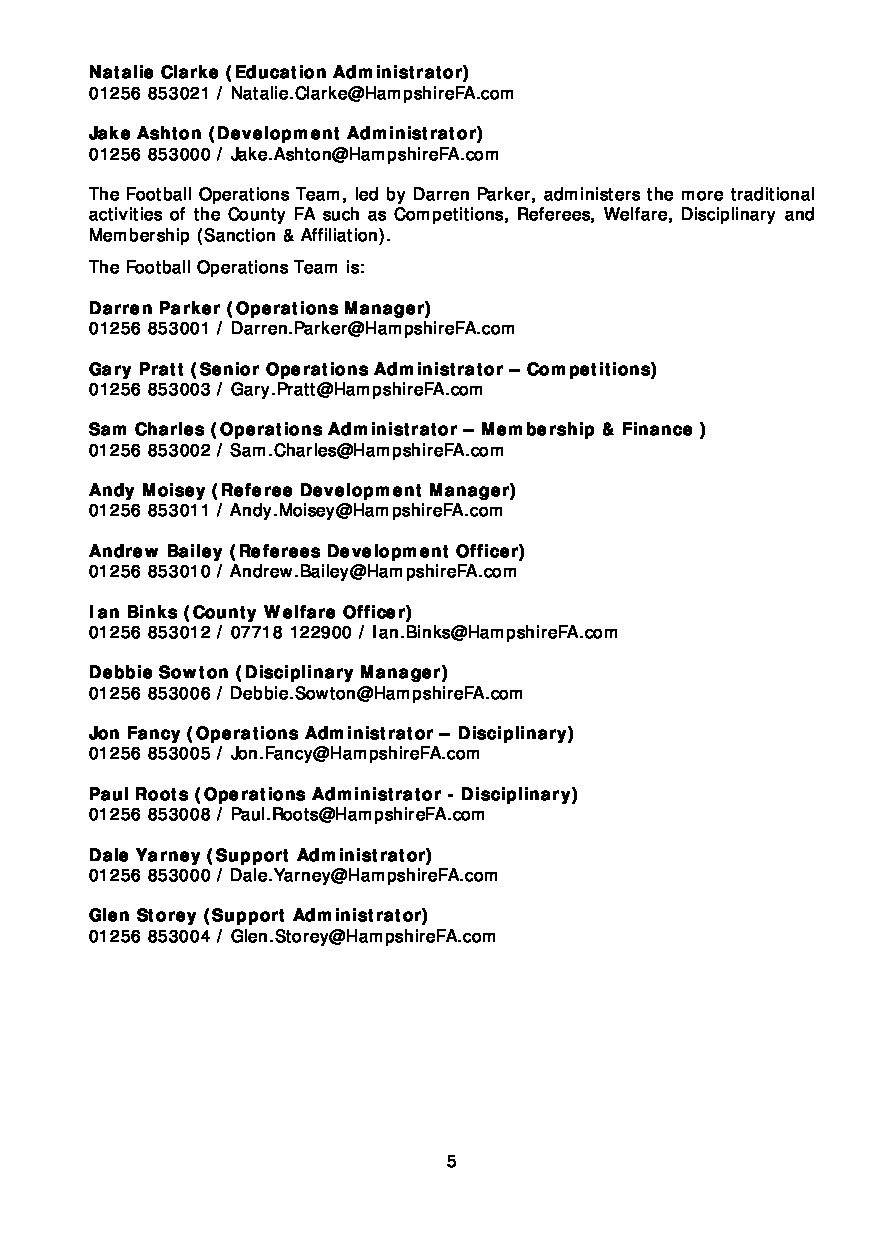 Natalie Clarke (Education Administrator)
01256 853021 / Natalie.Clarke@HampshireFA.com
Jake Ashton (Development Administrator)
01256 853000 / Jake.Ashton@HampshireFA.com
The Football Operations Team, led by Darren Parker, administers the more traditional
activities of the County FA such as Competitions, Referees, Welfare, Disciplinary and
Membership (Sanction & Affiliation).
The Football Operations Team is:
Darren Parker (Operations Manager)
01256 853001 / Darren.Parker@HampshireFA.com
Gary Pratt (Senior Operations Administrator – Competitions)
01256 853003 / Gary.Pratt@HampshireFA.com
Sam Charles (Operations Administrator – Membership & Finance )
01256 853002 / Sam.Charles@HampshireFA.com
Andy Moisey (Referee Development Manager)
01256 853011 / Andy.Moisey@HampshireFA.com
Andrew Bailey (Referees Development Officer)
01256 853010 / Andrew.Bailey@HampshireFA.com
Ian Binks (County Welfare Officer)
01256 853012 / 07718 122900 / Ian.Binks@HampshireFA.com
Debbie Sowton (Disciplinary Manager)
01256 853006 / Debbie.Sowton@HampshireFA.com
Jon Fancy (Operations Administrator – Disciplinary)
01256 853005 / Jon.Fancy@HampshireFA.com
Paul Roots (Operations Administrator - Disciplinary)
01256 853008 / Paul.Roots@HampshireFA.com
Dale Yarney (Support Administrator)
01256 853000 / Dale.Yarney@HampshireFA.com
Glen Storey (Support Administrator)
01256 853004 / Glen.Storey@HampshireFA.com
5